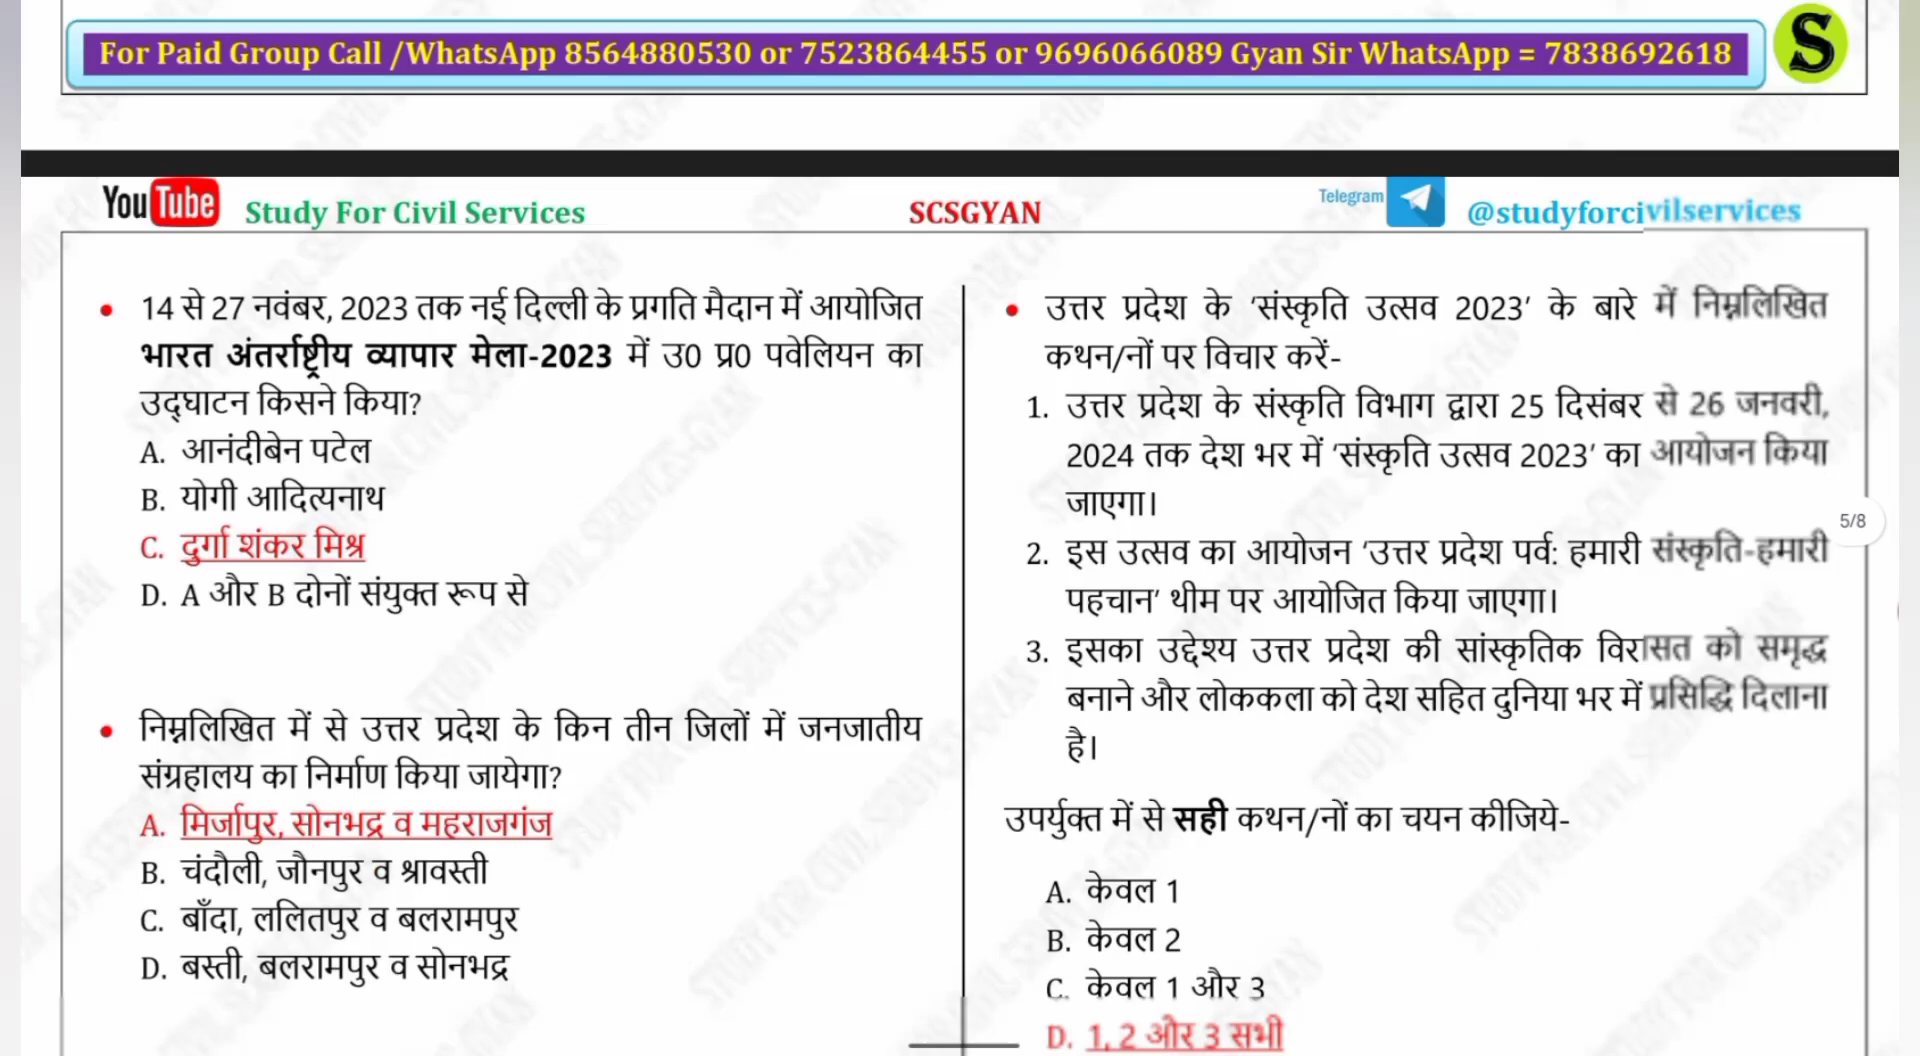 For Paid Group Call /WhatsApp 8564880530 or 7523864455 or 9696066089 Gyan Sir WhatsApp = 7838692618
S
YouTube
Study For Civil Services
SCSGYAN
Telegram
@studyforcivilservices
• 14 से 27 नवंबर, 2023 तक नई दिल्ली के प्रगति मैदान में आयोजित
भारत अंतर्राष्ट्रीय व्यापार मेला-2023 में उ0 प्र0 पवेलियन का
उद्घाटन किसने किया?
A. आनंदीबेन पटेल
B. योगी आदित्यनाथ
C. दुर्गा शंकर मिश्र
D. A और B दोनों संयुक्त रूप से
• निम्नलिखित में से उत्तर प्रदेश के किन तीन जिलों में जनजातीय
संग्रहालय का निर्माण किया जायेगा?
A. मिर्जापुर, सोनभद्र व महराजगंज
B. चंदौली, जौनपुर व श्रावस्ती
C. बाँदा, ललितपुर व बलरामपुर
D. बस्ती, बलरामपुर व सोनभद्र
• उत्तर प्रदेश के ‘संस्कृति उत्सव 2023’ के बारे में निम्नलिखित
कथन/नों पर विचार करें-
1. उत्तर प्रदेश के संस्कृति विभाग द्वारा 25 दिसंबर से 26 जनवरी,
2024 तक देश भर में ‘संस्कृति उत्सव 2023’ का आयोजन किया
जाएगा।
2. इस उत्सव का आयोजन ‘उत्तर प्रदेश पर्व: हमारी संस्कृति-हमारी
पहचान’ थीम पर आयोजित किया जाएगा।
3. इसका उद्देश्य उत्तर प्रदेश की सांस्कृतिक विरासत को समृद्ध
बनाने और लोककला को देश सहित दुनिया भर में प्रसिद्धि दिलाना
है।
उपर्युक्त में से सही कथन/नों का चयन कीजिये-
A. केवल 1
B. केवल 2
C. केवल 1 और 3
D. 1, 2 और 3 सभी
5/8